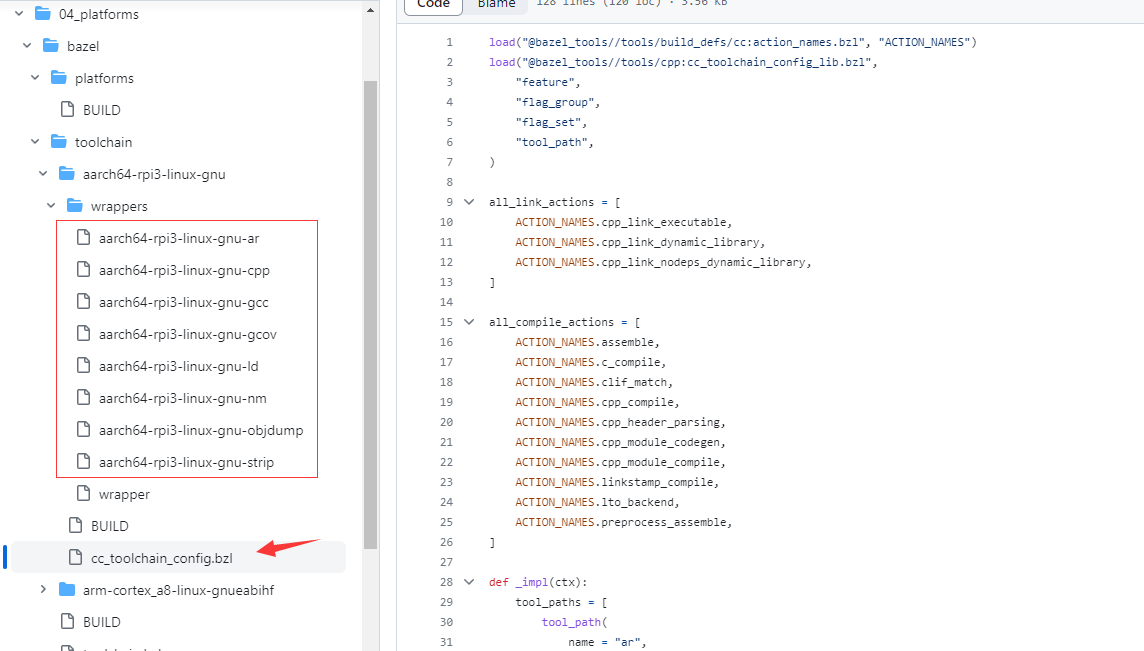 04_platforms
bazel
platforms
BUILD
toolchain
aarch64-rpi3-linux-gnu
wrappers
aarch64-rpi3-linux-gnu-ar
aarch64-rpi3-linux-gnu-cpp
aarch64-rpi3-linux-gnu-gcc
aarch64-rpi3-linux-gnu-gcov
aarch64-rpi3-linux-gnu-ld
aarch64-rpi3-linux-gnu-nm
aarch64-rpi3-linux-gnu-objdump
aarch64-rpi3-linux-gnu-strip
wrapper
BUILD
cc_toolchain_config.bzl
arm-cortex_a8-linux-gnueabihf
BUILD
Code Blame 128 lines (120 loc) · 3.56 KB
1 load("@bazel_tools//tools/build_defs/cc:action_names.bzl", "ACTION_NAMES")
2 load("@bazel_tools//tools/cpp:cc_toolchain_config_lib.bzl",
3 "feature",
4 "flag_group",
5 "flag_set",
6 "tool_path",
7 )
8
9 all_link_actions = [
10 ACTION_NAMES.cpp_link_executable,
11 ACTION_NAMES.cpp_link_dynamic_library,
12 ACTION_NAMES.cpp_link_nodeps_dynamic_library,
13 ]
14
15 all_compile_actions = [
16 ACTION_NAMES.assemble,
17 ACTION_NAMES.c_compile,
18 ACTION_NAMES.clif_match,
19 ACTION_NAMES.cpp_compile,
20 ACTION_NAMES.cpp_header_parsing,
21 ACTION_NAMES.cpp_module_codegen,
22 ACTION_NAMES.cpp_module_compile,
23 ACTION_NAMES.linkstamp_compile,
24 ACTION_NAMES.lto_backend,
25 ACTION_NAMES.preprocess_assemble,
26 ]
27
28 def _impl(ctx):
29 tool_paths = [
30 tool_path(
31 name = "ar",